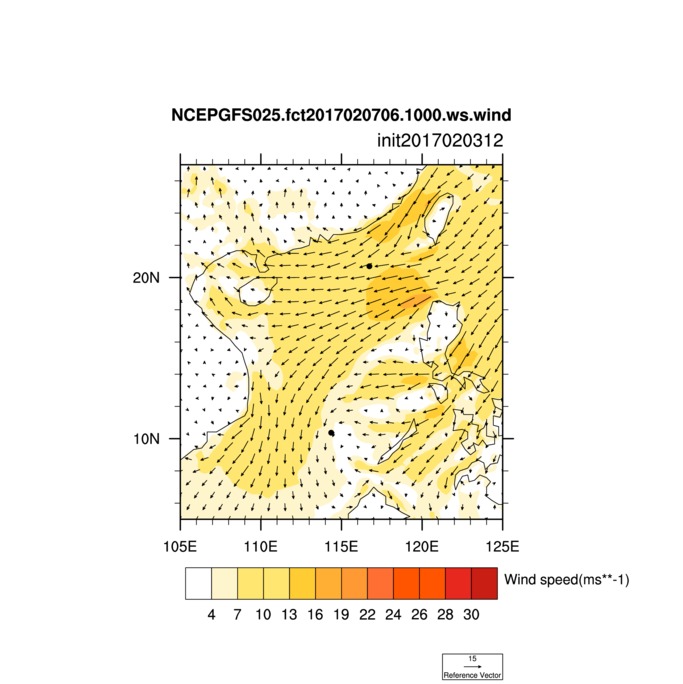 NCEPGFS025.fct2017020706.1000.ws.wind
init2017020312
20N
10N
105E 110E 115E 120E 125E
Wind speed(ms**-1)
4 7 10 13 16 19 22 24 26 28 30
15
Reference Vector